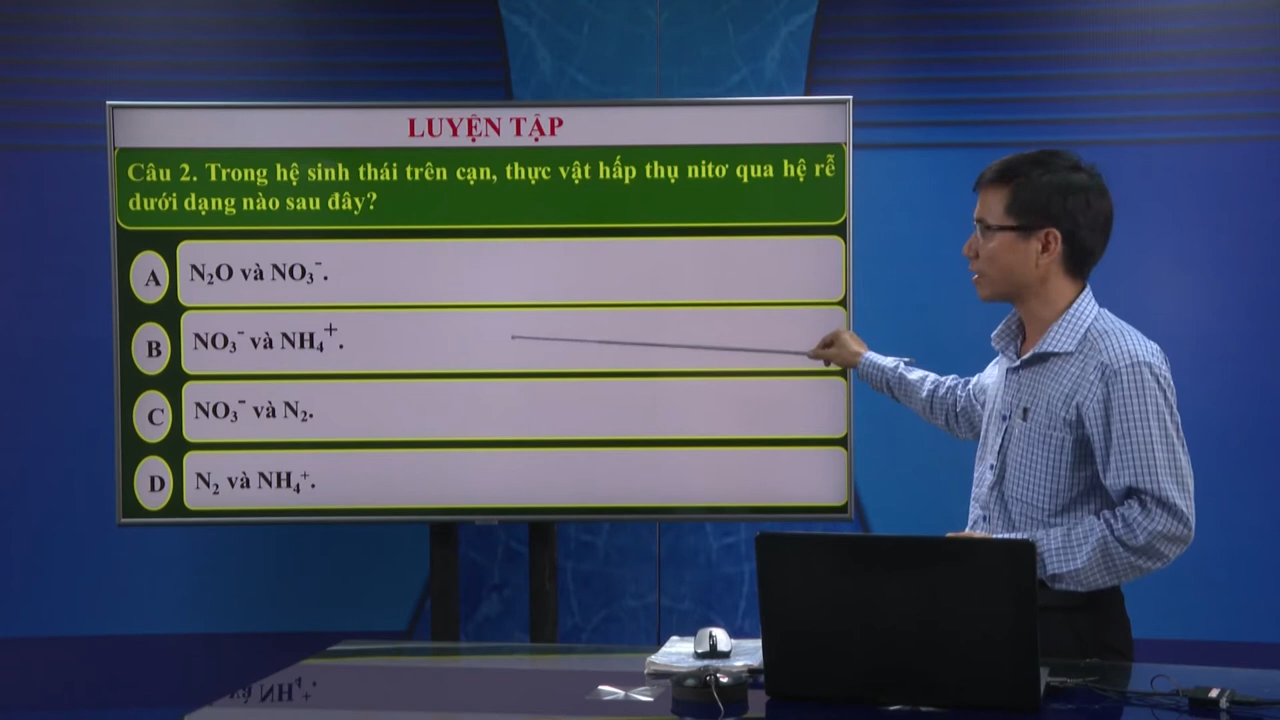 LUYỆN TẬP
Câu 2. Trong hệ sinh thái trên cạn, thực vật hấp thụ nitơ qua hệ rễ
dưới dạng nào sau đây?
A N₂O và NO₃⁻.
B NO₃⁻ và NH₄⁺.
C NO₃⁻ và N₂.
D N₂ và NH₄⁺.